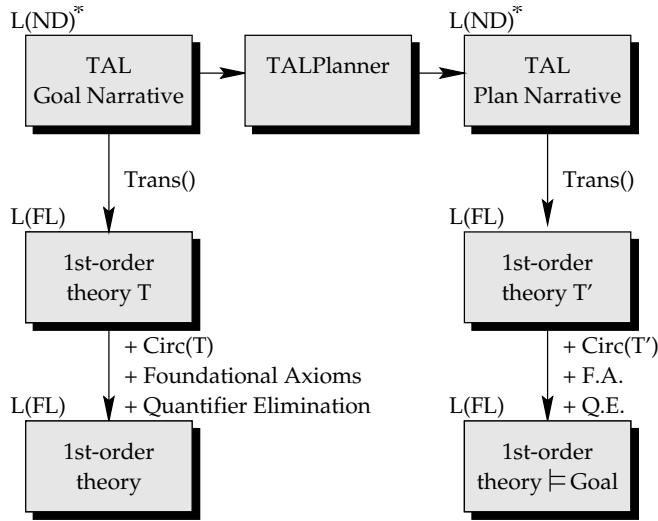 L(ND)*
TAL
Goal Narrative
TALPlanner
L(ND)*
TAL
Plan Narrative
Trans()
Trans()
L(FL)
1st-order
theory T
L(FL)
1st-order
theory T’
+ Circ(T)
+ Foundational Axioms
+ Quantifier Elimination
+ Circ(T’)
+ F.A.
+ Q.E.
L(FL)
1st-order
theory
L(FL)
1st-order
theory ⊨ Goal